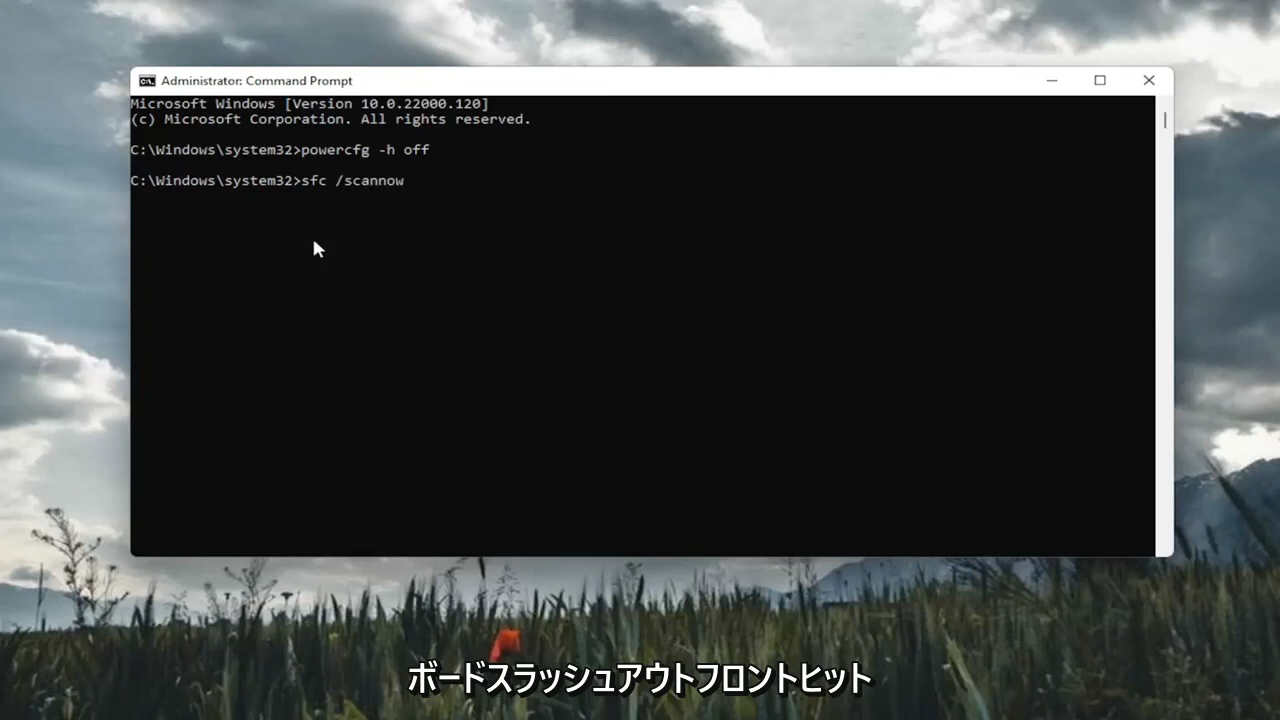 Administrator: Command Prompt
Microsoft Windows [Version 10.0.22000.120]
(c) Microsoft Corporation. All rights reserved.
C:\Windows\system32>powercfg -h off
C:\Windows\system32>sfc /scannow
ボードスラッシュアウトフロントヒット